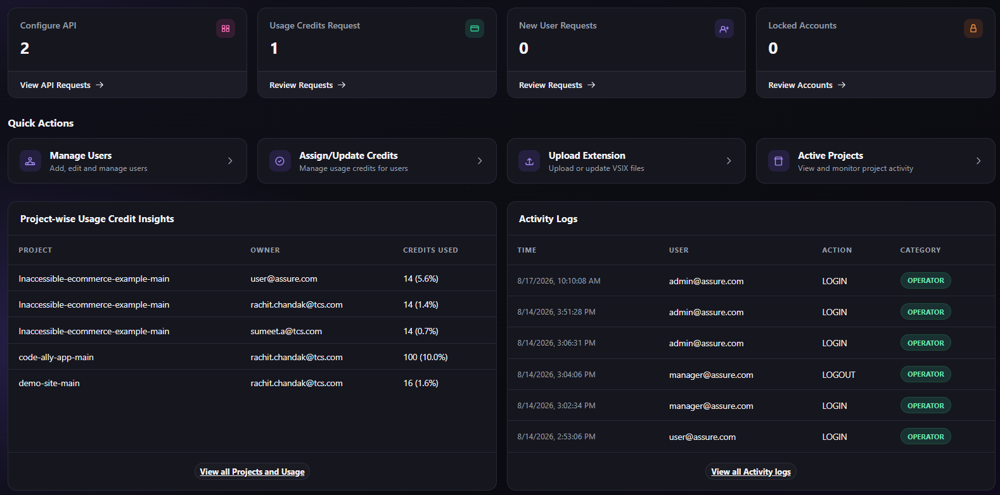 Configure API
2
View API Requests →
Usage Credits Request
1
Review Requests →
New User Requests
0
Review Requests →
Locked Accounts
0
Review Accounts →
Quick Actions
Manage Users
Add, edit and manage users
Assign/Update Credits
Manage usage credits for users
Upload Extension
Upload or update VSIX files
Active Projects
View and monitor project activity
Project-wise Usage Credit Insights
PROJECT OWNER CREDITS USED
Inaccessible-ecommerce-example-main user@assure.com 14 (5.6%)
Inaccessible-ecommerce-example-main rachit.chandak@tcs.com 14 (1.4%)
Inaccessible-ecommerce-example-main sumeet.a@tcs.com 14 (0.7%)
code-ally-app-main rachit.chandak@tcs.com 100 (10.0%)
demo-site-main rachit.chandak@tcs.com 16 (1.6%)
View all Projects and Usage
Activity Logs
TIME USER ACTION CATEGORY
8/17/2026, 10:10:08 AM admin@assure.com LOGIN OPERATOR
8/14/2026, 3:51:28 PM admin@assure.com LOGIN OPERATOR
8/14/2026, 3:06:31 PM admin@assure.com LOGIN OPERATOR
8/14/2026, 3:04:06 PM manager@assure.com LOGOUT OPERATOR
8/14/2026, 3:02:34 PM manager@assure.com LOGIN OPERATOR
8/14/2026, 2:53:06 PM user@assure.com LOGIN OPERATOR
View all Activity logs